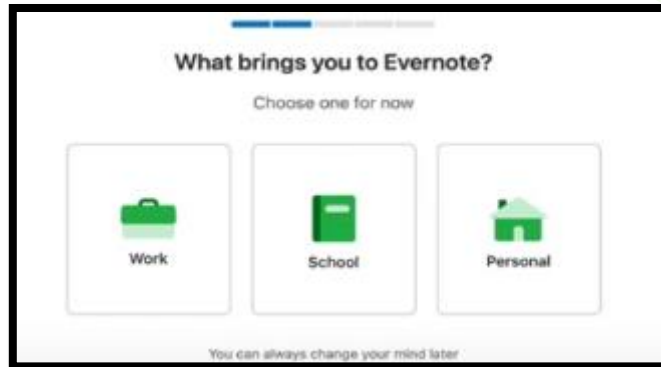 What brings you to Evernote?
Choose one for now
Work School Personal
You can always change your mind later